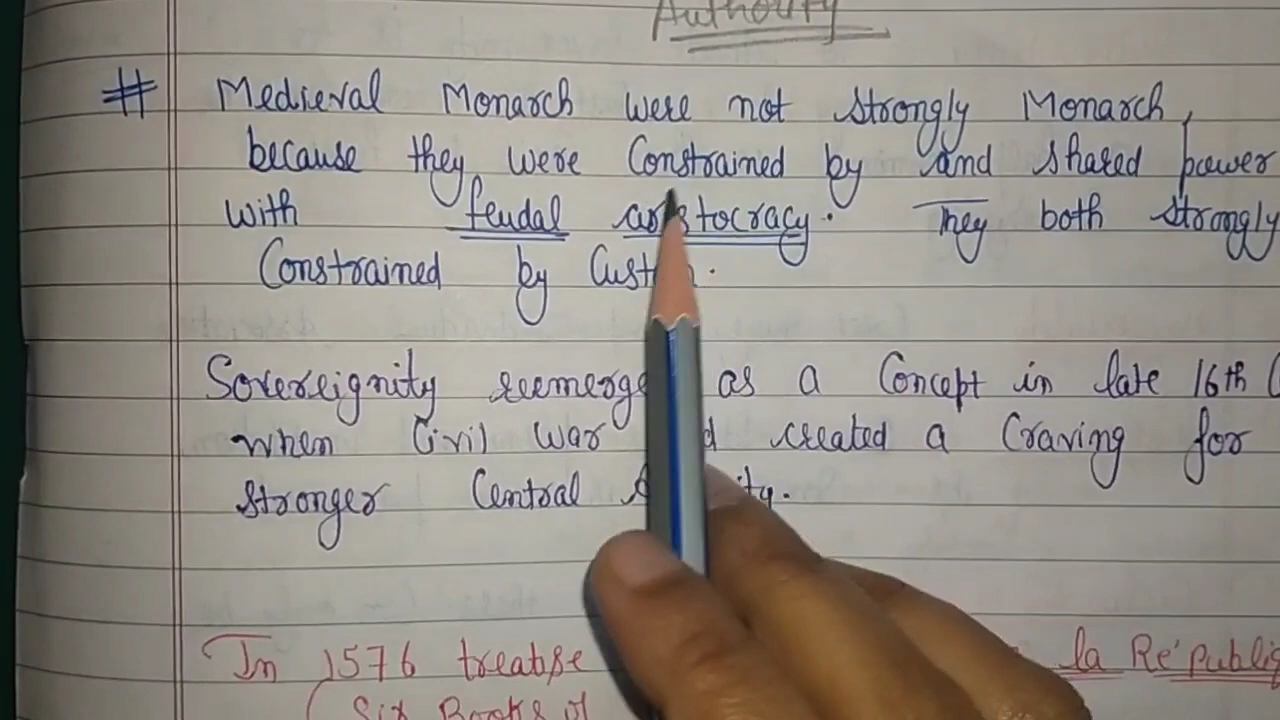 Authority
# Medieval Monarch were not strongly Monarch,
because they were Constrained by and shared power
with feudal aristocracy. They both strongly
Constrained by
Sovereignity reemerge as a Concept in late 16th
when Civil War created a Craving for
stronger Central
In 1576 treatise la Républiq
Six Books of